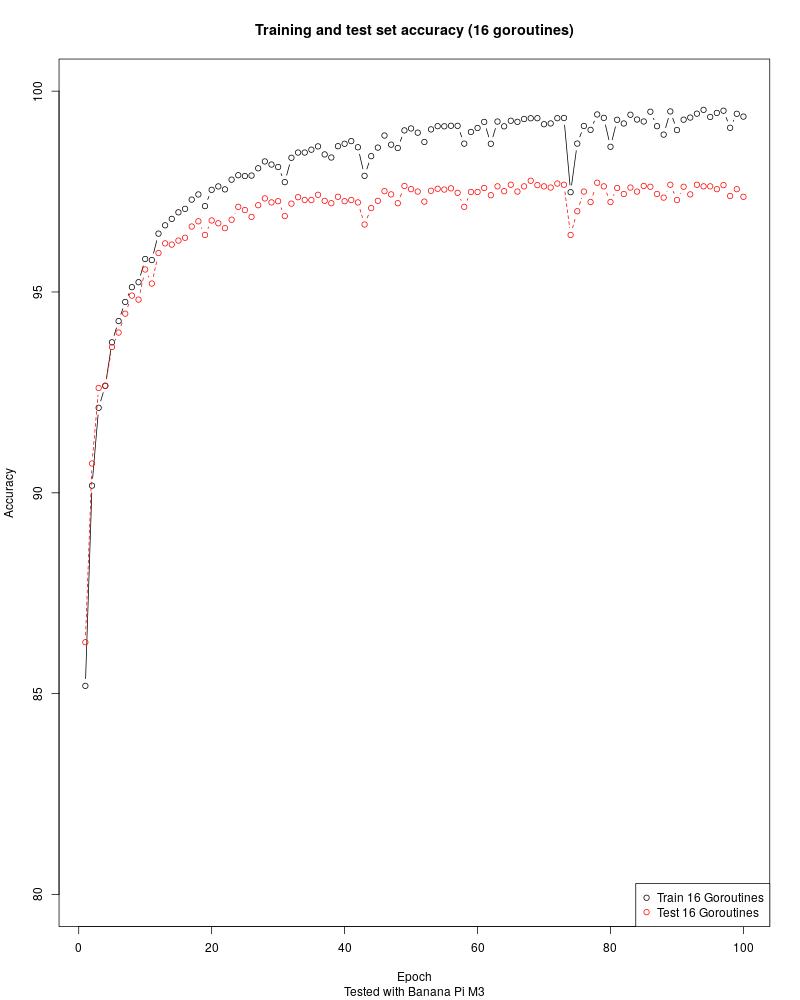 Training and test set accuracy (16 goroutines)
100
95
90
85
80
Accuracy
Train 16 Goroutines
Test 16 Goroutines
0 20 40 60 80 100
Epoch
Tested with Banana Pi M3